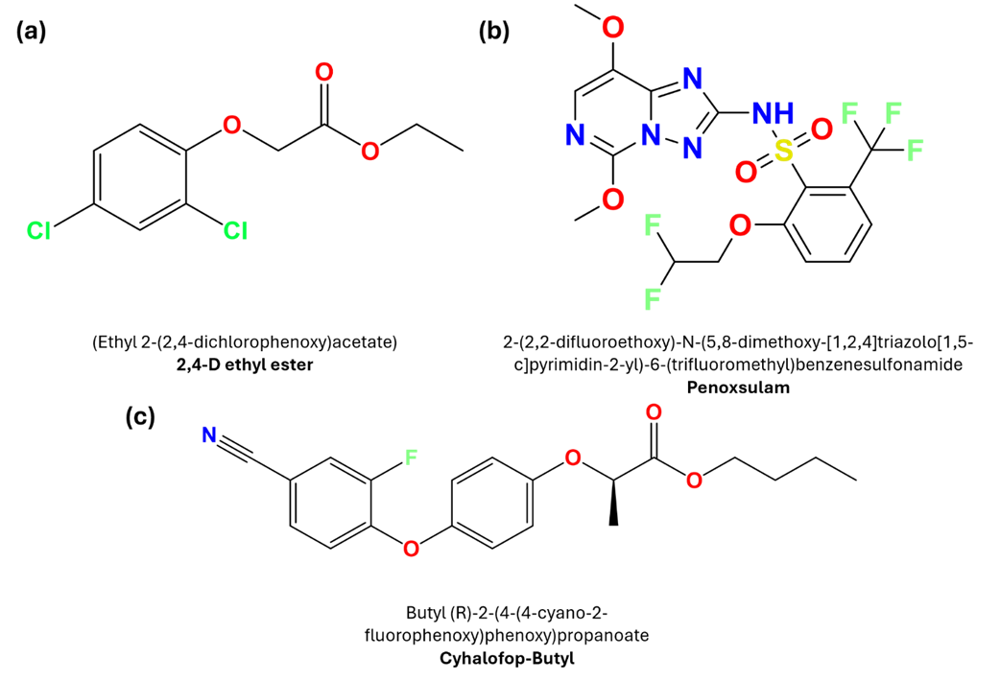 (a)
O
O
O
Cl
Cl
(Ethyl 2-(2,4-dichlorophenoxy)acetate)
2,4-D ethyl ester
(b)
O
N
NH
F
F
O
N
N
N
S
F
O
O
F
O
F
2-(2,2-difluoroethoxy)-N-(5,8-dimethoxy-[1,2,4]triazolo[1,5-
c]pyrimidin-2-yl)-6-(trifluoromethyl)benzenesulfonamide
Penoxsulam
(c)
N
F
O
O
O
O
Butyl (R)-2-(4-(4-cyano-2-
fluorophenoxy)phenoxy)propanoate
Cyhalofop-Butyl